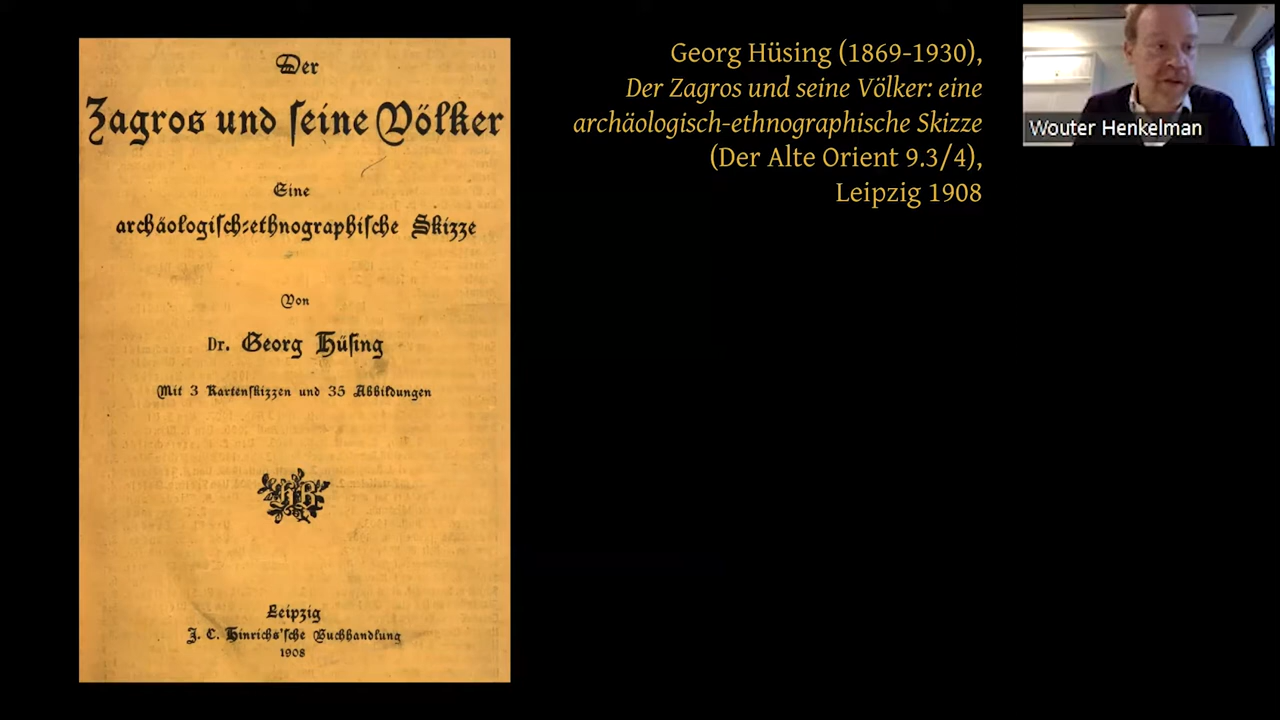 Der
Zagros und ſeine Völker
Eine
archäologiſch-ethnographiſche Skizze
Von
Dr. Georg Hüſing
Mit 3 Kartenſkizzen und 35 Abbildungen
Leipzig
J. C. Hinrichs'ſche Buchhandlung
1908
Georg Hüsing (1869-1930),
Der Zagros und seine Völker: eine
archäologisch-ethnographische Skizze
(Der Alte Orient 9.3/4),
Leipzig 1908
Wouter Henkelman